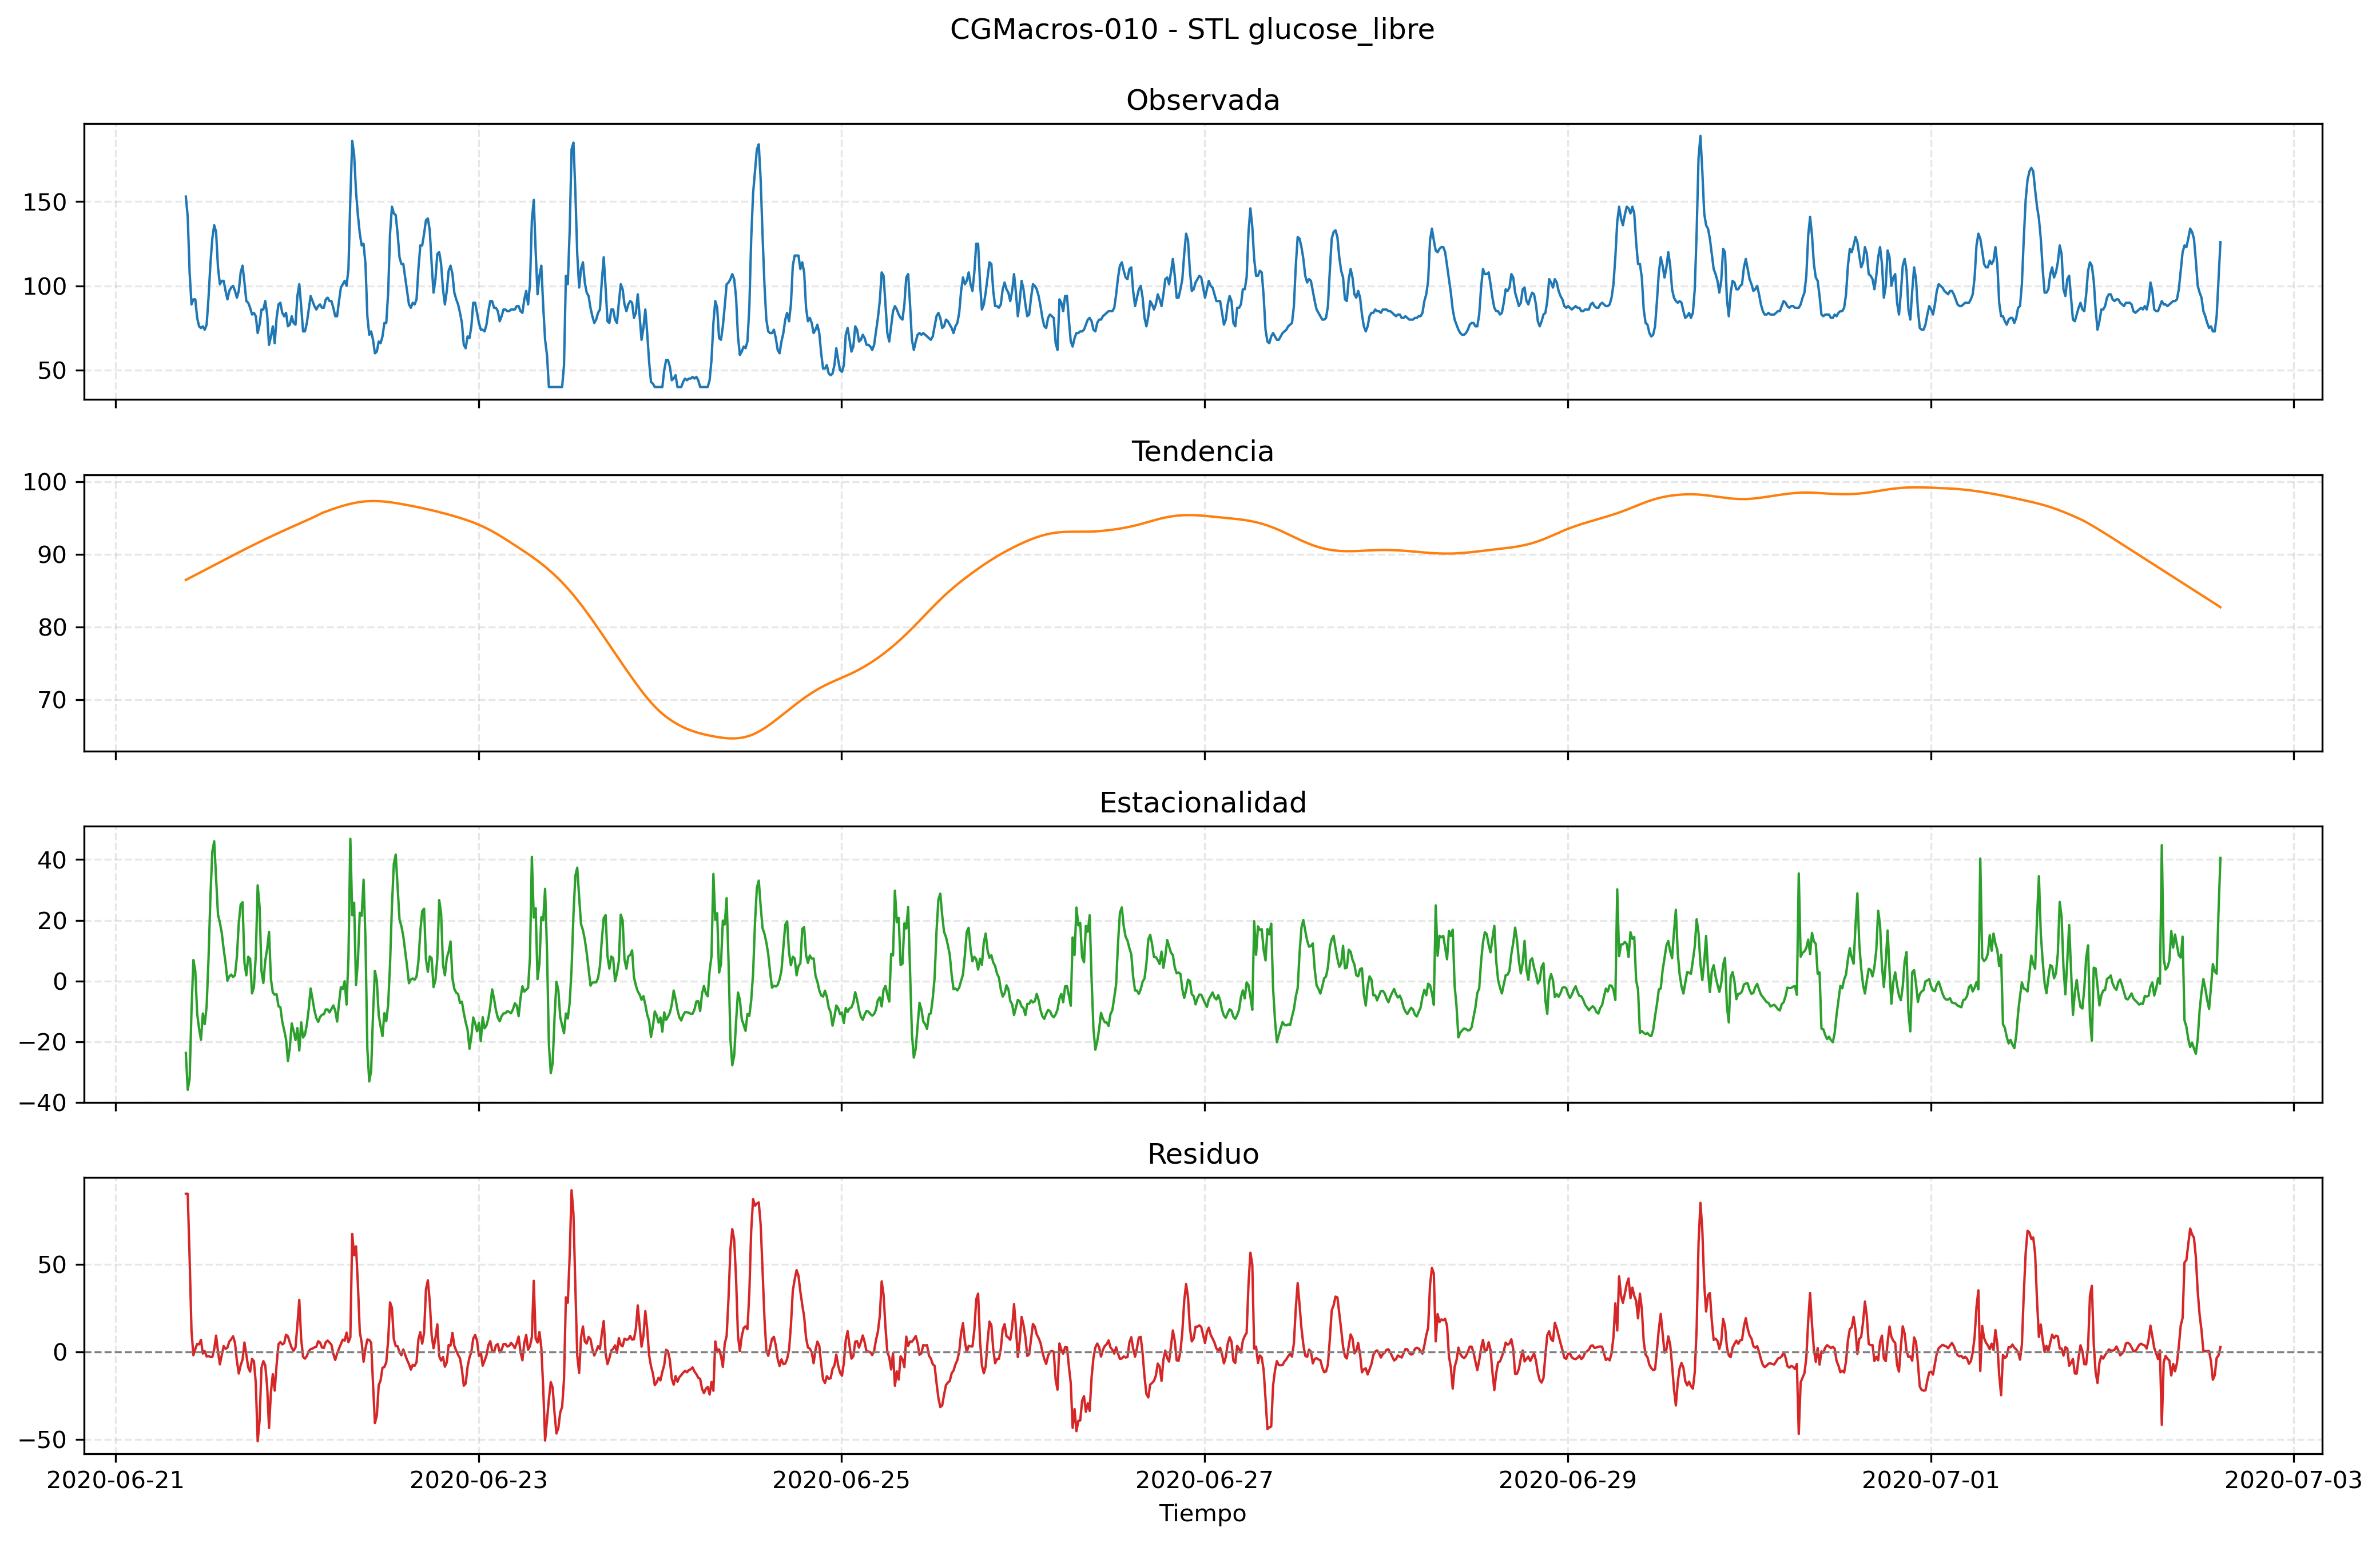 CGMacros-010 - STL glucose_libre
Observada
150
100
50
Tendencia
100
90
80
70
Estacionalidad
40
20
0
−20
−40
Residuo
50
0
−50
2020-06-21 2020-06-23 2020-06-25 2020-06-27 2020-06-29 2020-07-01 2020-07-03
Tiempo